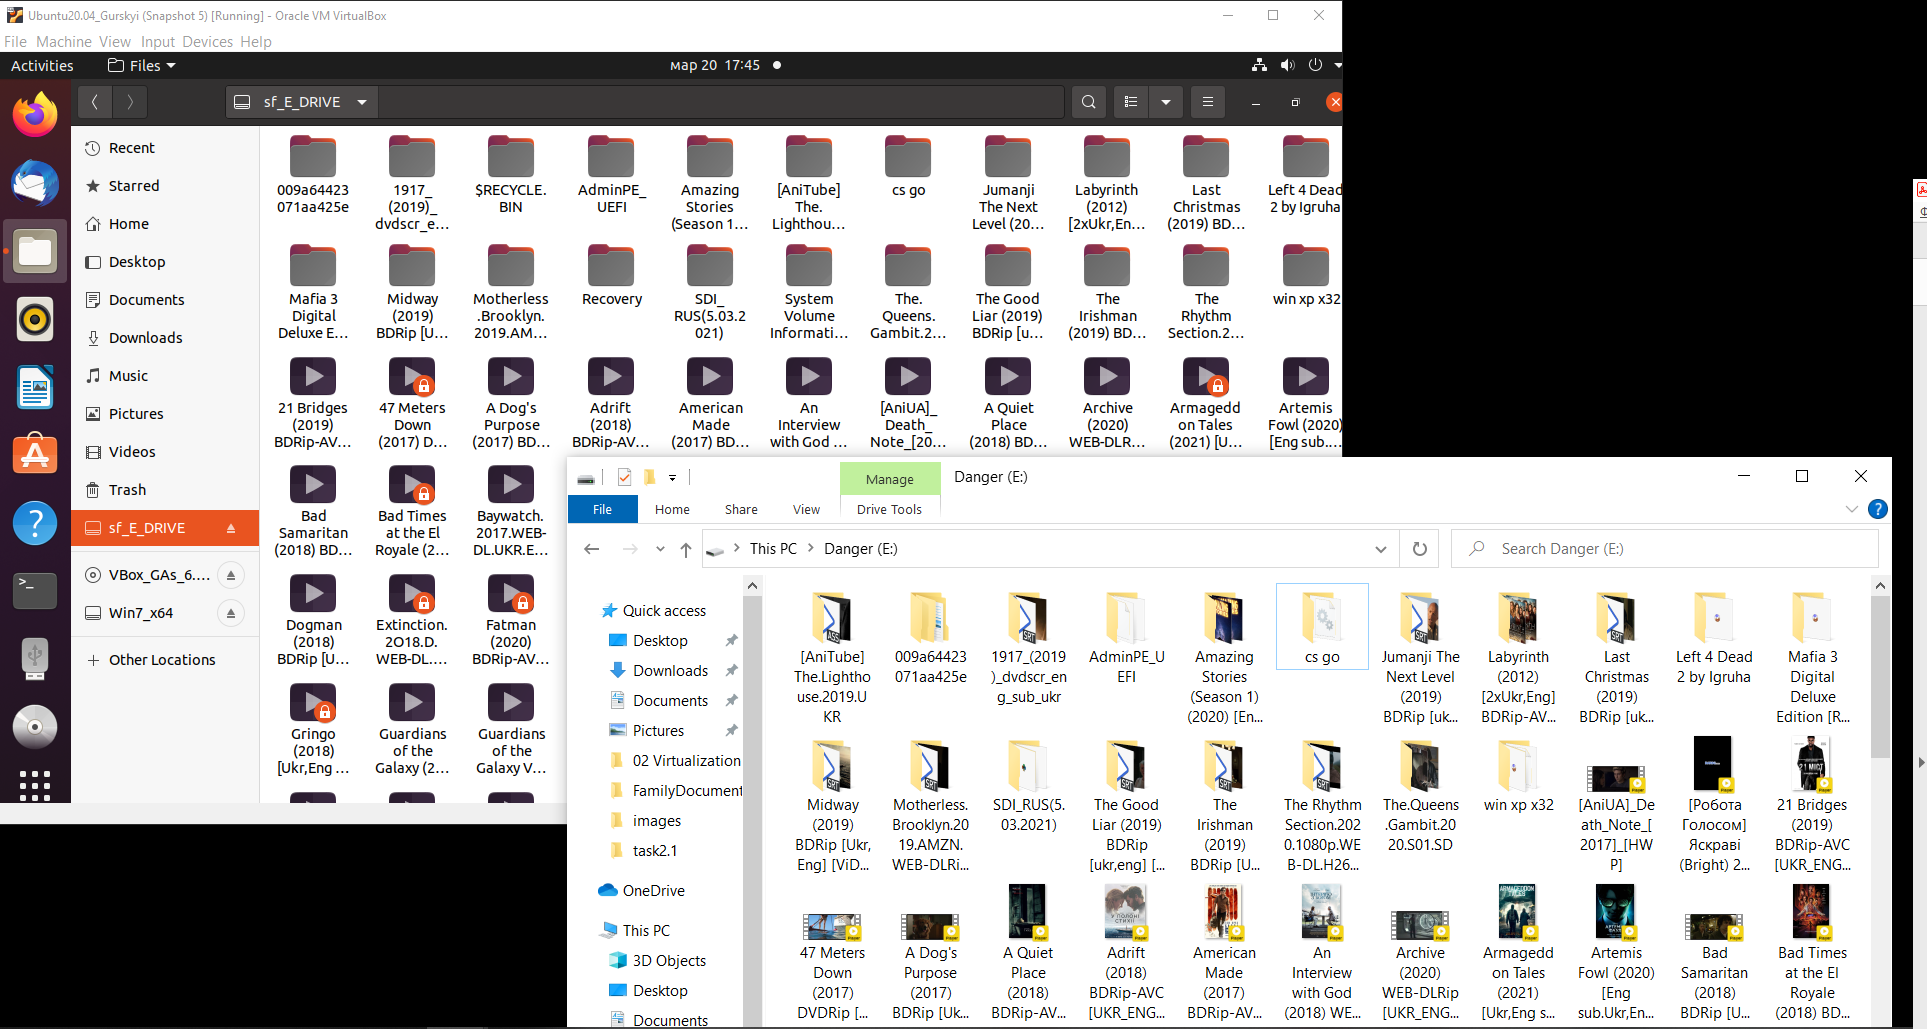 Ubuntu20.04_Gurskyi (Snapshot 5) [Running] - Oracle VM VirtualBox
File Machine View Input Devices Help
Activities Files мар 20 17:45
sf_E_DRIVE
Recent
Starred
Home
Desktop
Documents
Downloads
Music
Pictures
Videos
Trash
sf_E_DRIVE
VBox_GAs_6....
Win7_x64
Other Locations
009a64423 1917_ $RECYCLE. AdminPE_ Amazing [AniTube] cs go Jumanji Labyrinth Last Left 4 Dead
071aa425e (2019)_ BIN UEFI Stories The. The Next (2012) Christmas 2 by Igruha
dvdscr_e... (Season 1... Lighthou... Level (20... [2xUkr,En... (2019) BD...
Mafia 3 Midway Motherless Recovery SDI_ System The. The Good The The win xp x32
Digital (2019) .Brooklyn. RUS(5.03.2 Volume Queens. Liar (2019) Irishman Rhythm
Deluxe E... BDRip [U... 2019.AM... 021) Informati... Gambit.2... BDRip [u... (2019) BD... Section.2...
21 Bridges 47 Meters A Dog's Adrift American An [AniUA]_ A Quiet Archive Armagedd Artemis
(2019) Down Purpose (2018) Made Interview Death_ Place (2020) on Tales Fowl (2020)
BDRip-AV... (2017) D... (2017) BD... BDRip-AV... (2017) BD... with God ... Note_[20... (2018) BD... WEB-DLR... (2021) [U... [Eng sub....
Bad Bad Times Baywatch.
Samaritan at the El 2017.WEB-
(2018) BD... Royale (2... DL.UKR.E...
Dogman Extinction. Fatman
(2018) 2O18.D. (2020)
BDRip [U... WEB-DL.... BDRip-AV...
Gringo Guardians Guardians
(2018) of the of the
[Ukr,Eng ... Galaxy (2... Galaxy V...
Manage Danger (E:)
File Home Share View Drive Tools
This PC Danger (E:) Search Danger (E:)
Quick access
Desktop
Downloads
Documents
Pictures
02 Virtualization
FamilyDocument
images
task2.1
OneDrive
This PC
3D Objects
Desktop
Documents
[AniTube] 009a64423 1917_(2019 AdminPE_U Amazing cs go Jumanji The Labyrinth Last Left 4 Dead Mafia 3
The.Lightho 071aa425e )_dvdscr_en EFI Stories Next Level (2012) Christmas 2 by Igruha Digital
use.2019.U g_sub_ukr (Season 1) (2019) [2xUkr,Eng] (2019) Deluxe
KR (2020) [En... BDRip [uk... BDRip-AV... BDRip [uk... Edition [R...
Midway Motherless. SDI_RUS(5. The Good The The Rhythm The.Queens win xp x32 [AniUA]_De [Робота 21 Bridges
(2019) Brooklyn.20 03.2021) Liar (2019) Irishman Section.202 .Gambit.20 ath_Note_[ Голосом] (2019)
BDRip [Ukr, 19.AMZN. BDRip (2019) 0.1080p.WE 20.S01.SD 2017]_[HW Яскраві BDRip-AVC
Eng] [ViD... WEB-DLRi... [ukr,eng] [... BDRip [U... B-DL.H26... P] (Bright) 2... [UKR_ENG...
47 Meters A Dog's A Quiet Adrift American An Archive Armagedd Artemis Bad Bad Times
Down Purpose Place (2018) Made Interview (2020) on Tales Fowl (2020) Samaritan at the El
(2017) (2017) (2018) BDRip-AVC (2017) with God WEB-DLRip (2021) [Eng (2018) Royale
DVDRip [... BDRip [Uk... BDRip-AV... [UKR_ENG... BDRip-AV... (2018) WE... [UKR_ENG... [Ukr,Eng s... sub.Ukr,En... BDRip [U... (2018) BD...